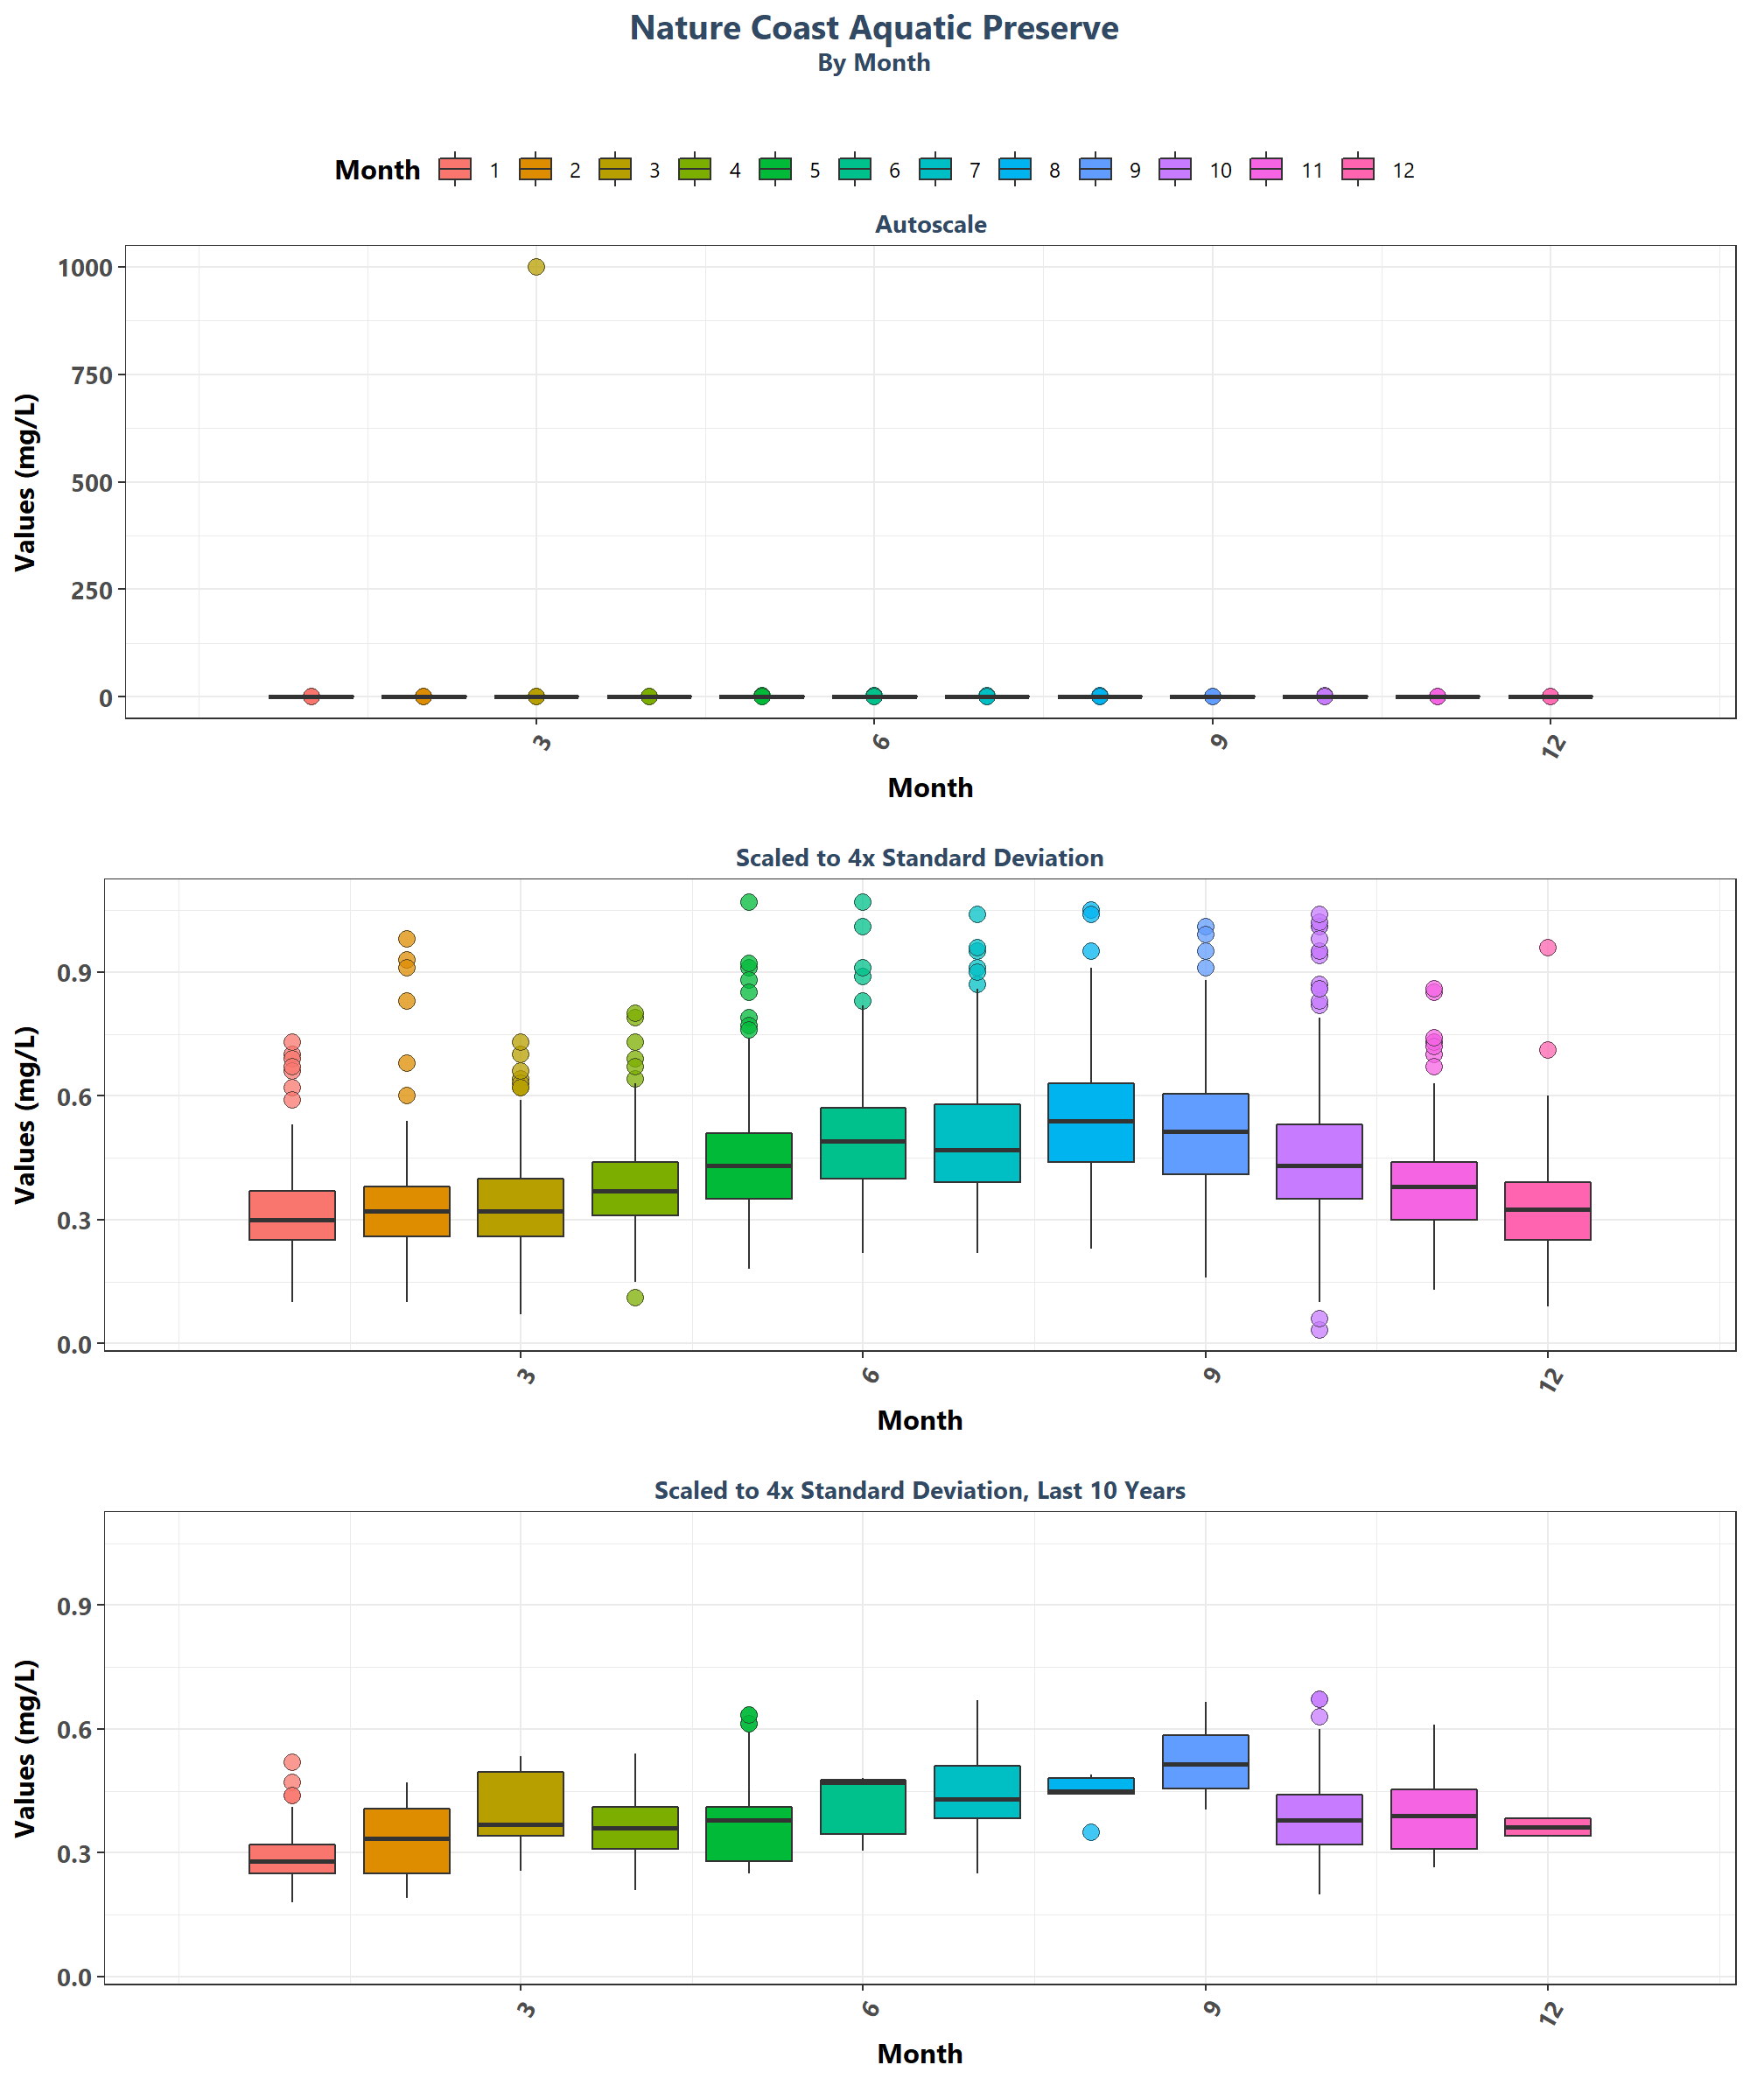 Nature Coast Aquatic Preserve
By Month
Month 1 2 3 4 5 6 7 8 9 10 11 12
Autoscale
Values (mg/L)
1000
750
500
250
0
3 6 9 12
Month
Scaled to 4x Standard Deviation
Values (mg/L)
0.9
0.6
0.3
0.0
3 6 9 12
Month
Scaled to 4x Standard Deviation, Last 10 Years
Values (mg/L)
0.9
0.6
0.3
0.0
3 6 9 12
Month